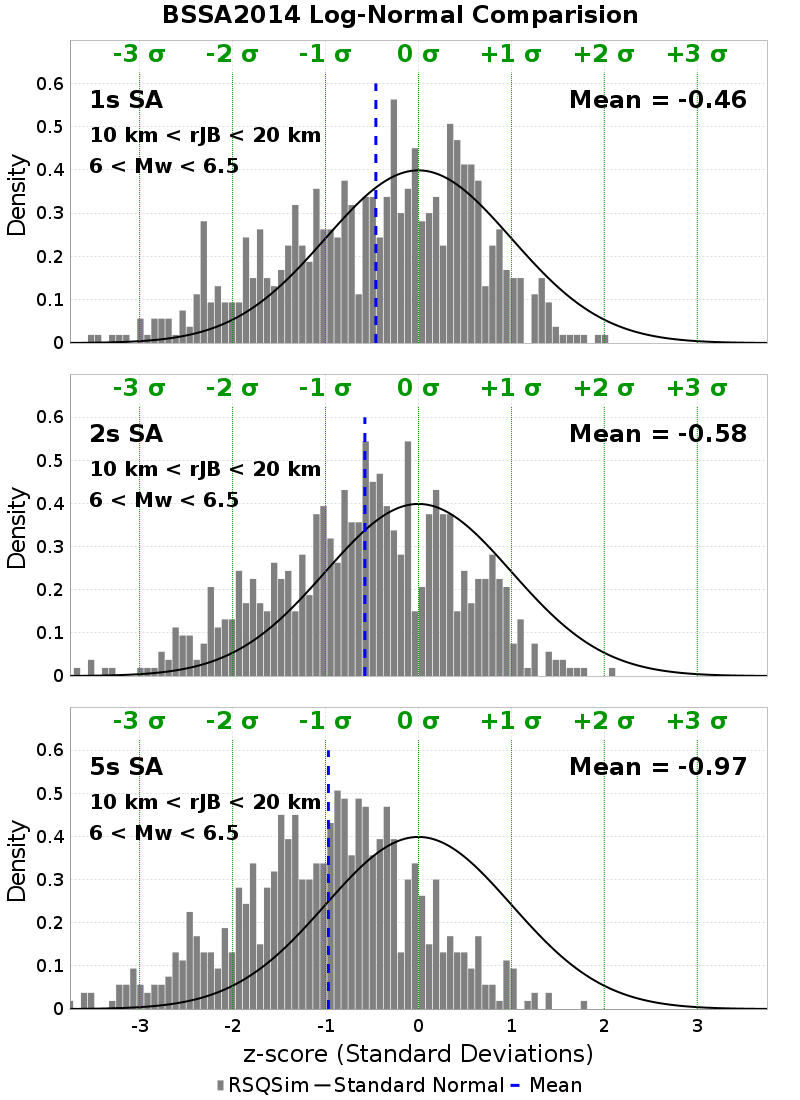 BSSA2014 Log-Normal Comparision
-3 σ -2 σ -1 σ 0 σ +1 σ +2 σ +3 σ
1s SA
Mean = -0.46
10 km < rJB < 20 km
6 < Mw < 6.5
Density
0.6
0.5
0.4
0.3
0.2
0.1
0
-3 σ -2 σ -1 σ 0 σ +1 σ +2 σ +3 σ
2s SA
Mean = -0.58
10 km < rJB < 20 km
6 < Mw < 6.5
Density
0.6
0.5
0.4
0.3
0.2
0.1
0
-3 σ -2 σ -1 σ 0 σ +1 σ +2 σ +3 σ
5s SA
Mean = -0.97
10 km < rJB < 20 km
6 < Mw < 6.5
Density
0.6
0.5
0.4
0.3
0.2
0.1
0
-3 -2 -1 0 1 2 3
z-score (Standard Deviations)
RSQSim Standard Normal Mean